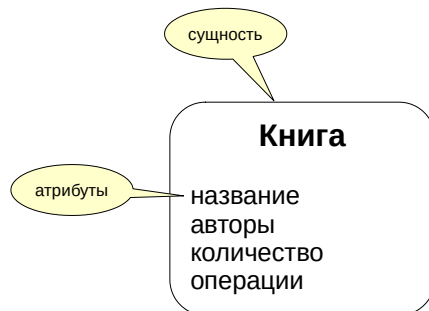 сущность
Книга
атрибуты
название
авторы
количество
операции